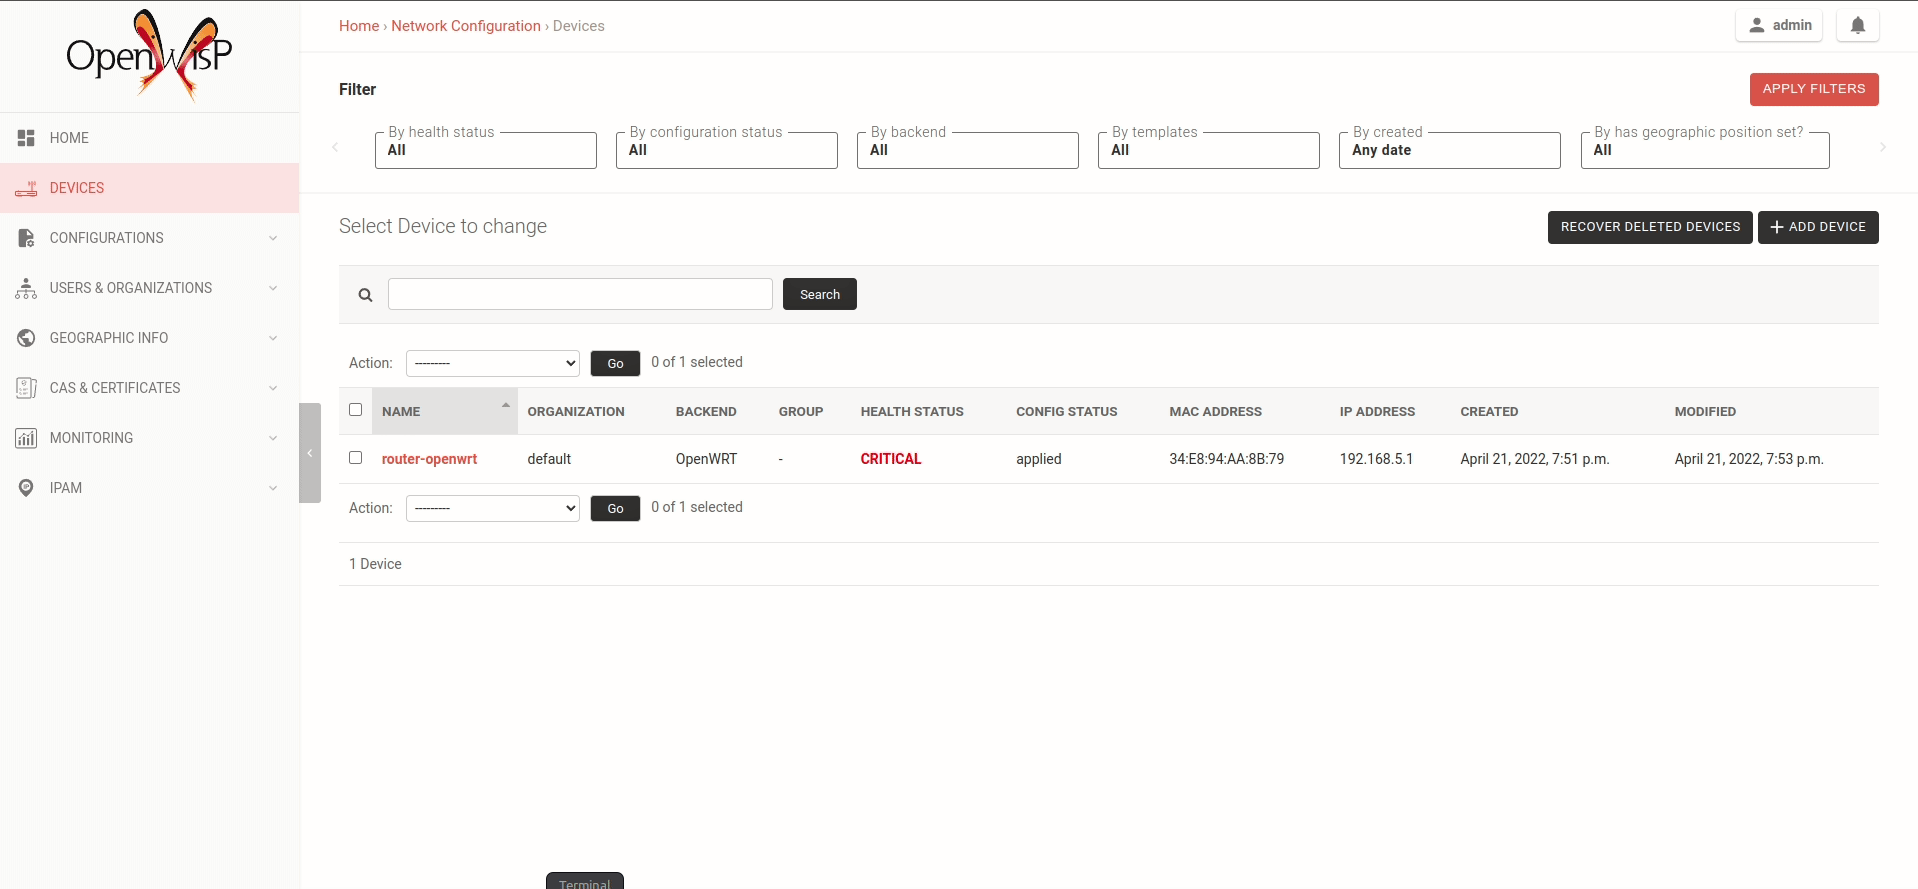 OpenWISP
Home › Network Configuration › Devices
admin
Filter
APPLY FILTERS
By health status
All
By configuration status
All
By backend
All
By templates
All
By created
Any date
By has geographic position set?
All
HOME
DEVICES
CONFIGURATIONS
USERS & ORGANIZATIONS
GEOGRAPHIC INFO
CAS & CERTIFICATES
MONITORING
IPAM
Select Device to change
RECOVER DELETED DEVICES
+ ADD DEVICE
Search
Action: --------- Go 0 of 1 selected
NAME ORGANIZATION BACKEND GROUP HEALTH STATUS CONFIG STATUS MAC ADDRESS IP ADDRESS CREATED MODIFIED
router-openwrt default OpenWRT - CRITICAL applied 34:E8:94:AA:8B:79 192.168.5.1 April 21, 2022, 7:51 p.m. April 21, 2022, 7:53 p.m.
Action: --------- Go 0 of 1 selected
1 Device
Terminal